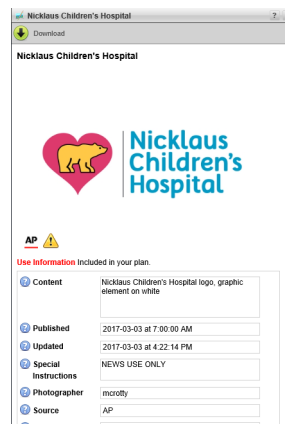 Nicklaus Children's Hospital ?
Download
Nicklaus Children's Hospital
Nicklaus
Children's
Hospital
AP
Use Information Included in your plan.
? Content Nicklaus Children's Hospital logo, graphic
element on white
? Published 2017-03-03 at 7:00:00 AM
? Updated 2017-03-03 at 4:22:14 PM
? Special NEWS USE ONLY
Instructions
? Photographer mcrotty
? Source AP